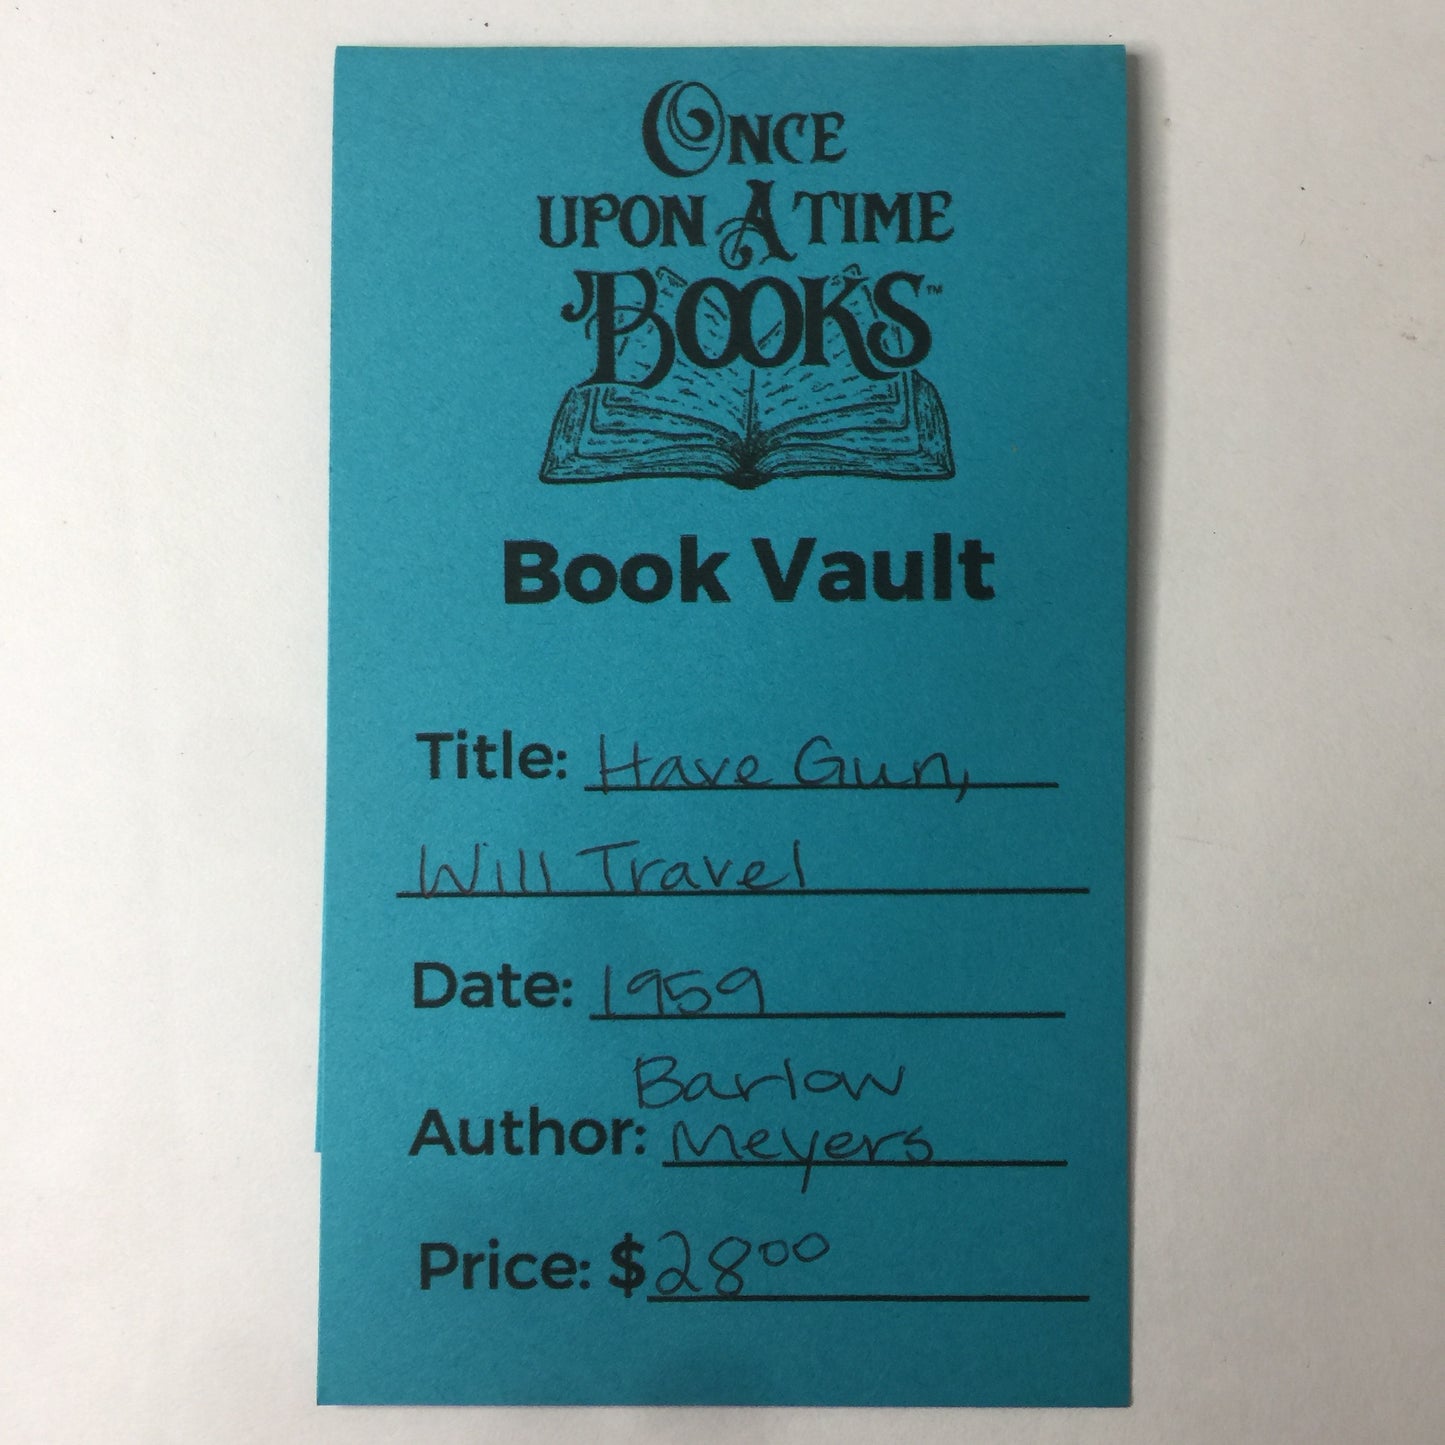 ONCE
UPON A TIME
BOOKS™
Book Vault
Title: Have Gun,
Will Travel
Date: 1959
Barlow
Author: Meyers
Price: $2800